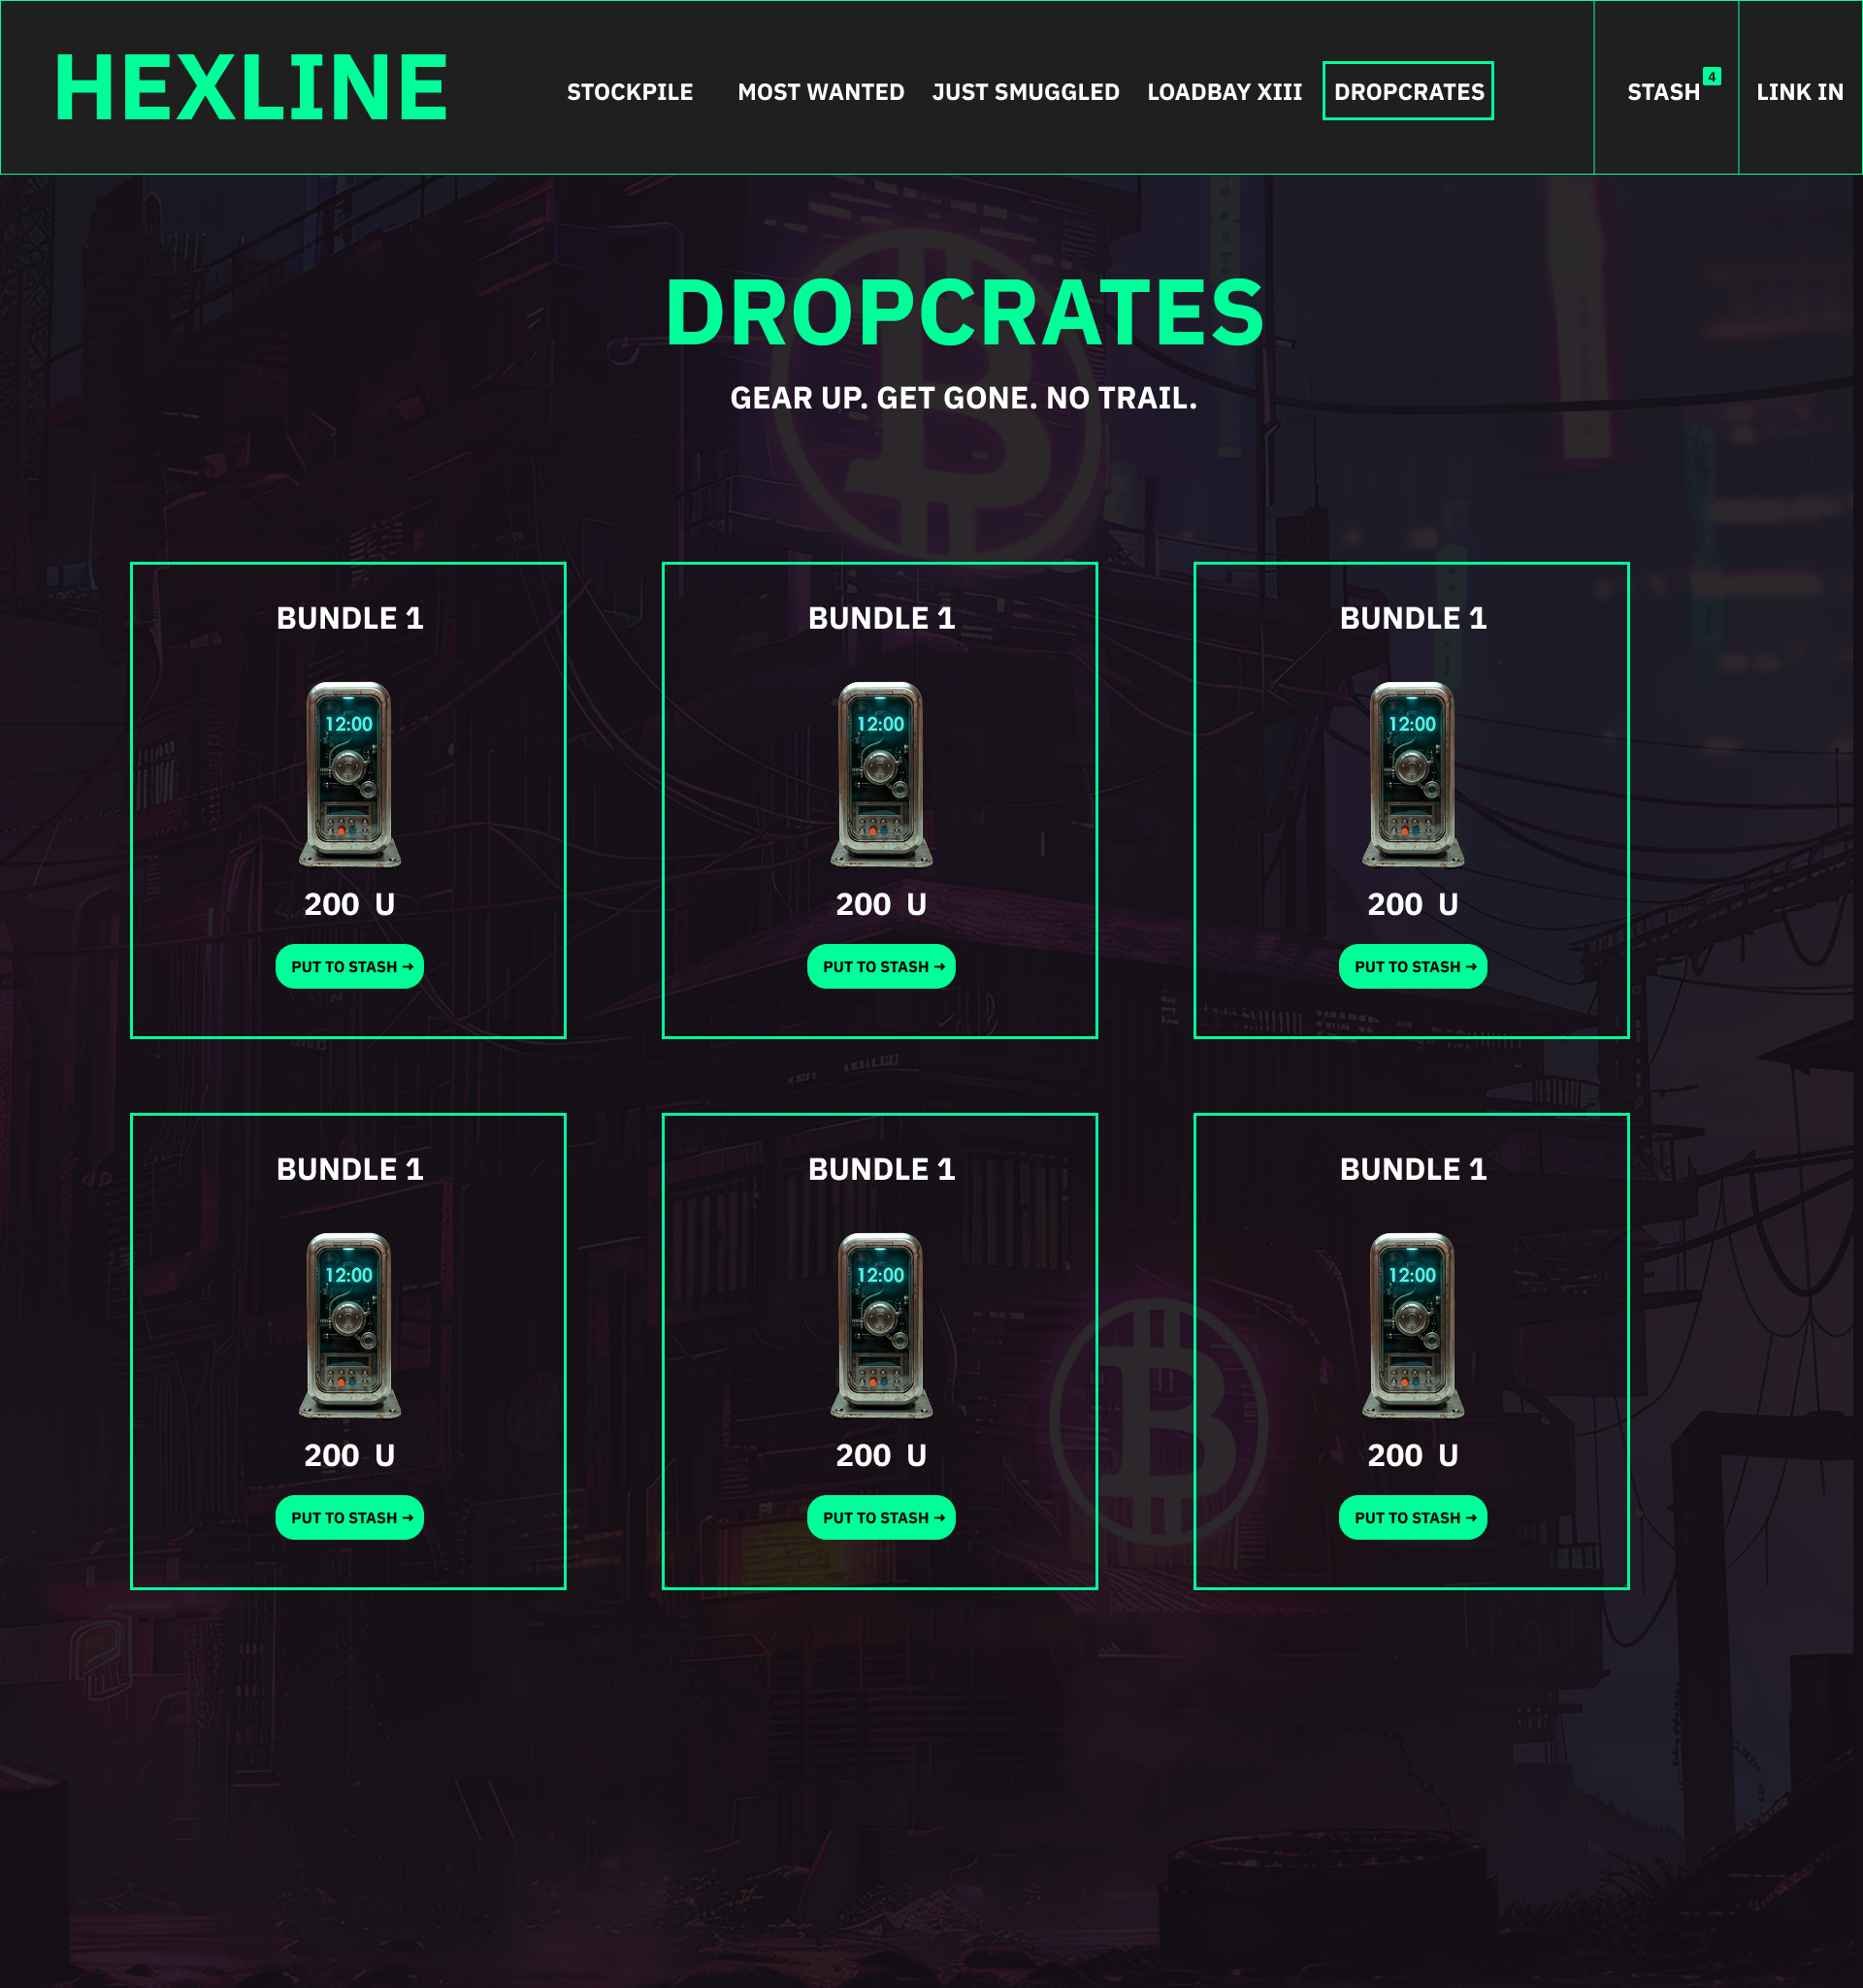 HEXLINE
STOCKPILE MOST WANTED JUST SMUGGLED LOADBAY XIII DROPCRATES STASH 4 LINK IN
DROPCRATES
GEAR UP. GET GONE. NO TRAIL.
BUNDLE 1 BUNDLE 1 BUNDLE 1
12:00 12:00 12:00
200 U 200 U 200 U
PUT TO STASH → PUT TO STASH → PUT TO STASH →
BUNDLE 1 BUNDLE 1 BUNDLE 1
12:00 12:00 12:00
200 U 200 U 200 U
PUT TO STASH → PUT TO STASH → PUT TO STASH →